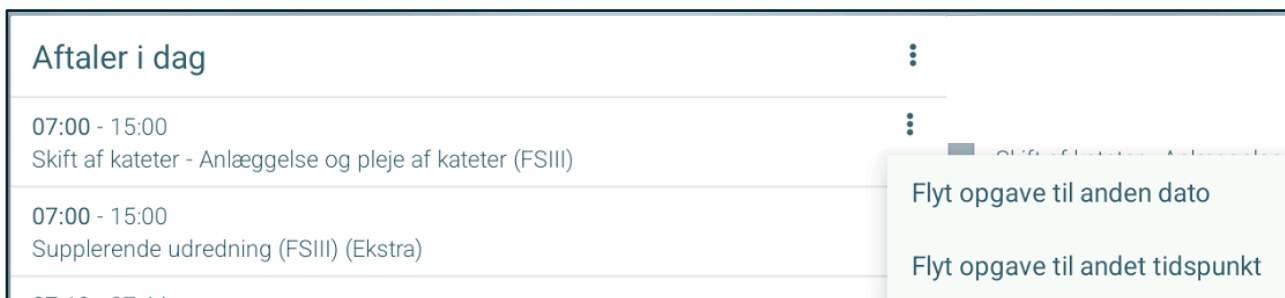 Aftaler i dag
07:00 - 15:00
Skift af kateter - Anlæggelse og pleje af kateter (FSIII)
07:00 - 15:00
Supplerende udredning (FSIII) (Ekstra)
Flyt opgave til anden dato
Flyt opgave til andet tidspunkt